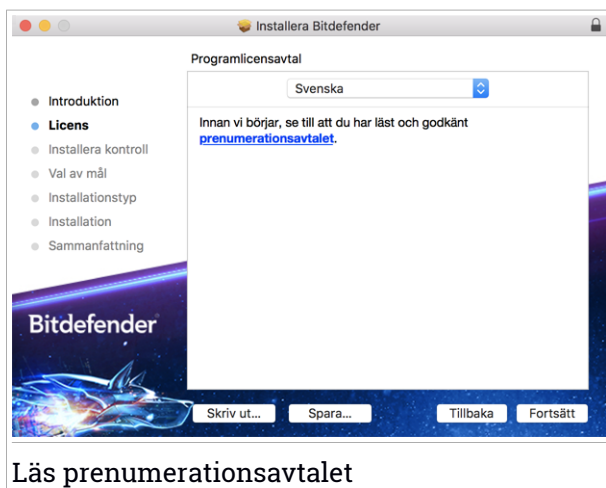 Installera Bitdefender
Programlicensavtal
Svenska
Introduktion
Licens
Installera kontroll
Val av mål
Installationstyp
Installation
Sammanfattning
Innan vi börjar, se till att du har läst och godkänt
prenumerationsavtalet.
Bitdefender
Skriv ut...
Spara...
Tillbaka
Fortsätt
Läs prenumerationsavtalet